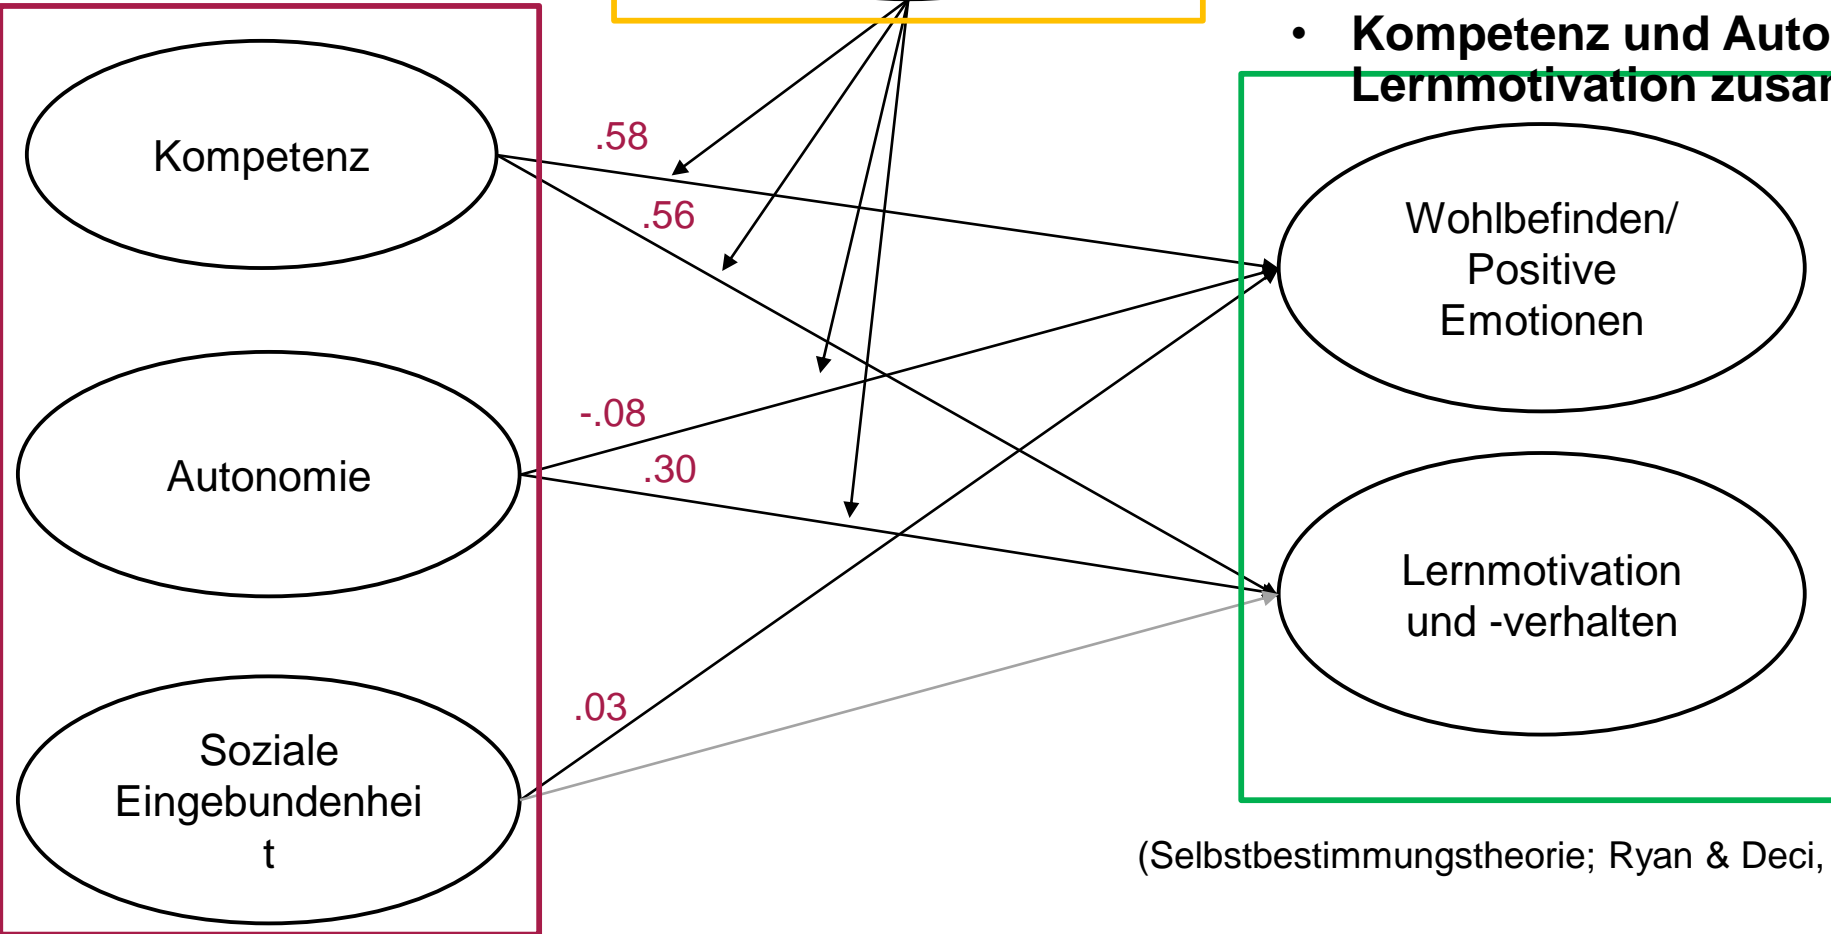 • Kompetenz und Auto
Lernmotivation zusa
Kompetenz
.58
.56
Wohlbefinden/
Positive
Emotionen
Autonomie
-.08
.30
Lernmotivation
und -verhalten
Soziale
Eingebundenhei
t
.03
(Selbstbestimmungstheorie; Ryan & Deci,